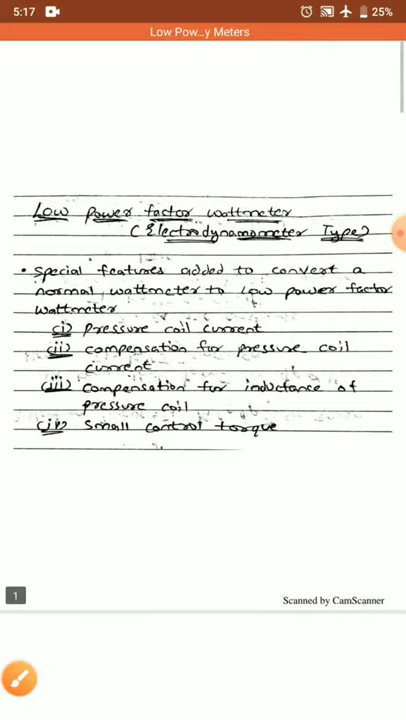 5:17
25%
Low Pow...y Meters
Low power factor wattmeter
(Electrodynamometer Type)
• Special features added to convert a
normal wattmeter to Low power factor
wattmeter
(i) Pressure coil current
(ii) compensation for pressure coil
current
(iii) compensation for inductance of
pressure coil
(iv) Small control torque
1
Scanned by CamScanner